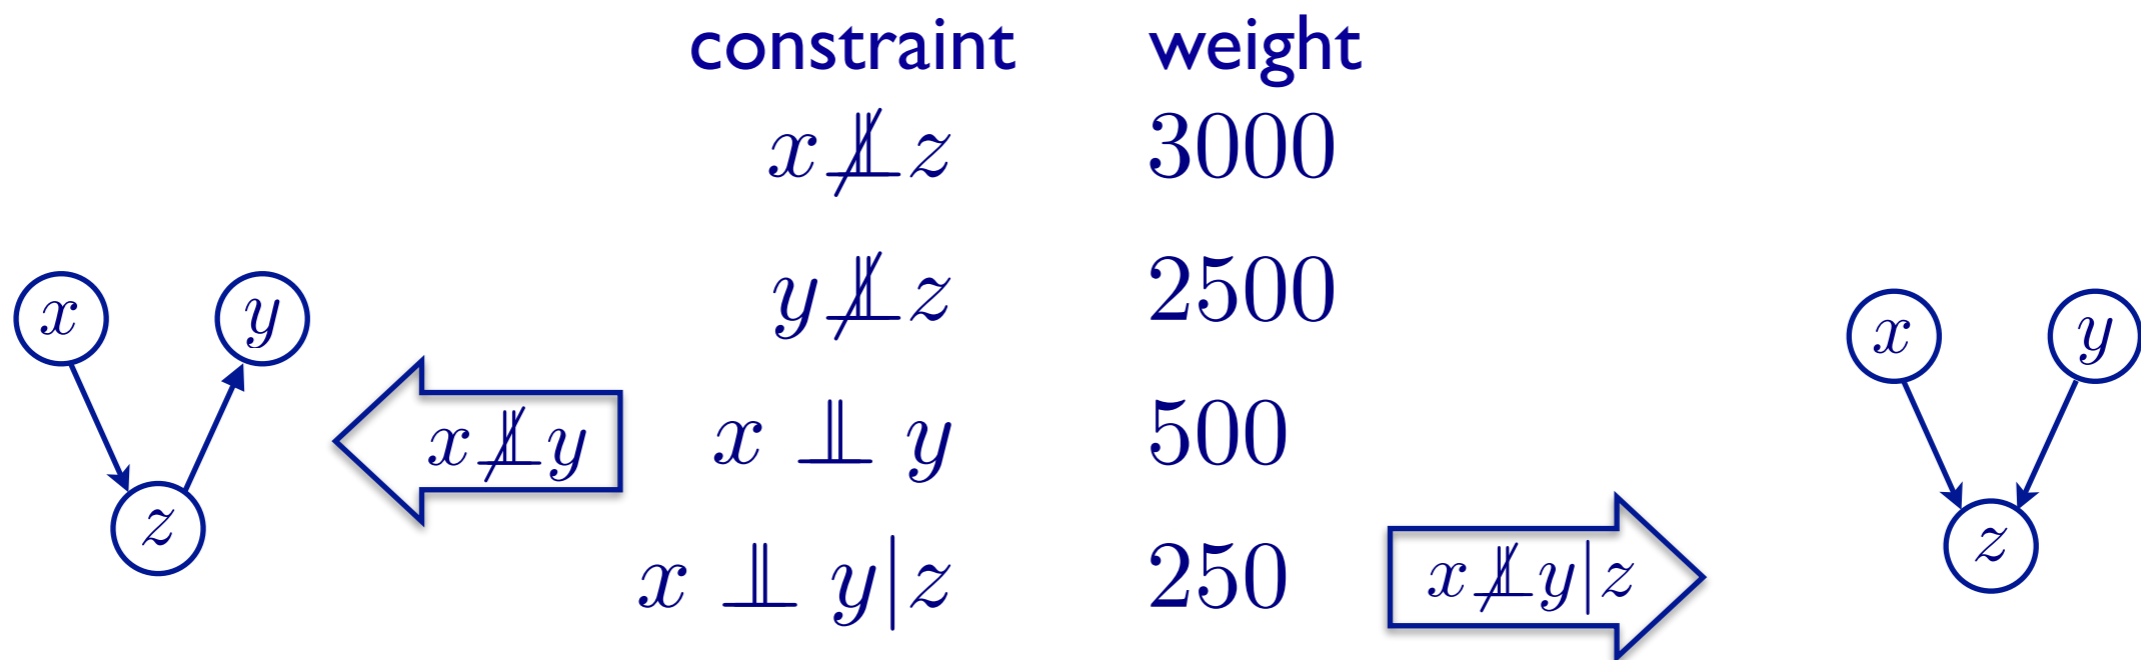 constraint weight
x ⫫̸ z 3000
y ⫫̸ z 2500
x y
x ⫫̸ y
x ⫫ y 500
x y
z
x ⫫ y|z 250
x ⫫̸ y|z
z